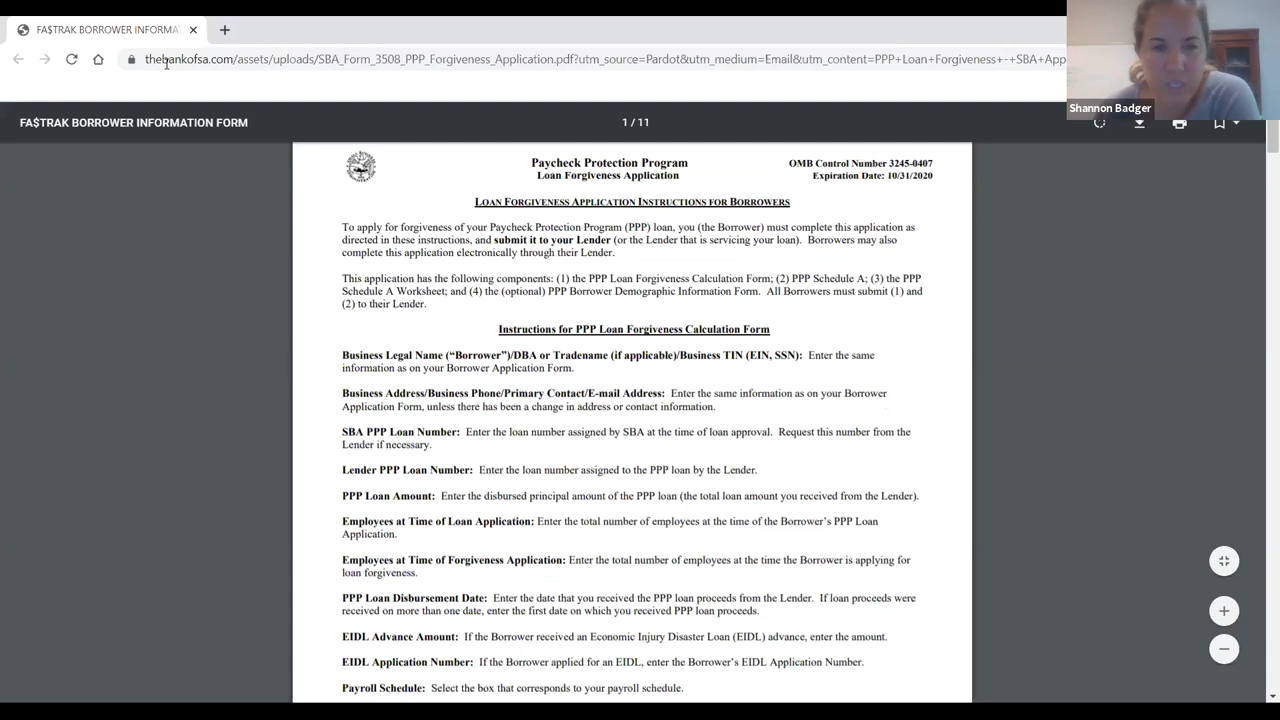 FA$TRAK BORROWER INFORMA
thebankofsa.com/assets/uploads/SBA_Form_3508_PPP_Forgiveness_Application.pdf?utm_source=Pardot&utm_medium=Email&utm_content=PPP+Loan+Forgiveness+-+SBA+App
Shannon Badger
FA$TRAK BORROWER INFORMATION FORM
1 / 11
Paycheck Protection Program
Loan Forgiveness Application
OMB Control Number 3245-0407
Expiration Date: 10/31/2020
LOAN FORGIVENESS APPLICATION INSTRUCTIONS FOR BORROWERS
To apply for forgiveness of your Paycheck Protection Program (PPP) loan, you (the Borrower) must complete this application as
directed in these instructions, and submit it to your Lender (or the Lender that is servicing your loan). Borrowers may also
complete this application electronically through their Lender.
This application has the following components: (1) the PPP Loan Forgiveness Calculation Form; (2) PPP Schedule A; (3) the PPP
Schedule A Worksheet; and (4) the (optional) PPP Borrower Demographic Information Form. All Borrowers must submit (1) and
(2) to their Lender.
Instructions for PPP Loan Forgiveness Calculation Form
Business Legal Name (“Borrower”)/DBA or Tradename (if applicable)/Business TIN (EIN, SSN): Enter the same
information as on your Borrower Application Form.
Business Address/Business Phone/Primary Contact/E-mail Address: Enter the same information as on your Borrower
Application Form, unless there has been a change in address or contact information.
SBA PPP Loan Number: Enter the loan number assigned by SBA at the time of loan approval. Request this number from the
Lender if necessary.
Lender PPP Loan Number: Enter the loan number assigned to the PPP loan by the Lender.
PPP Loan Amount: Enter the disbursed principal amount of the PPP loan (the total loan amount you received from the Lender).
Employees at Time of Loan Application: Enter the total number of employees at the time of the Borrower’s PPP Loan
Application.
Employees at Time of Forgiveness Application: Enter the total number of employees at the time the Borrower is applying for
loan forgiveness.
PPP Loan Disbursement Date: Enter the date that you received the PPP loan proceeds from the Lender. If loan proceeds were
received on more than one date, enter the first date on which you received PPP loan proceeds.
EIDL Advance Amount: If the Borrower received an Economic Injury Disaster Loan (EIDL) advance, enter the amount.
EIDL Application Number: If the Borrower applied for an EIDL, enter the Borrower’s EIDL Application Number.
Payroll Schedule: Select the box that corresponds to your payroll schedule.